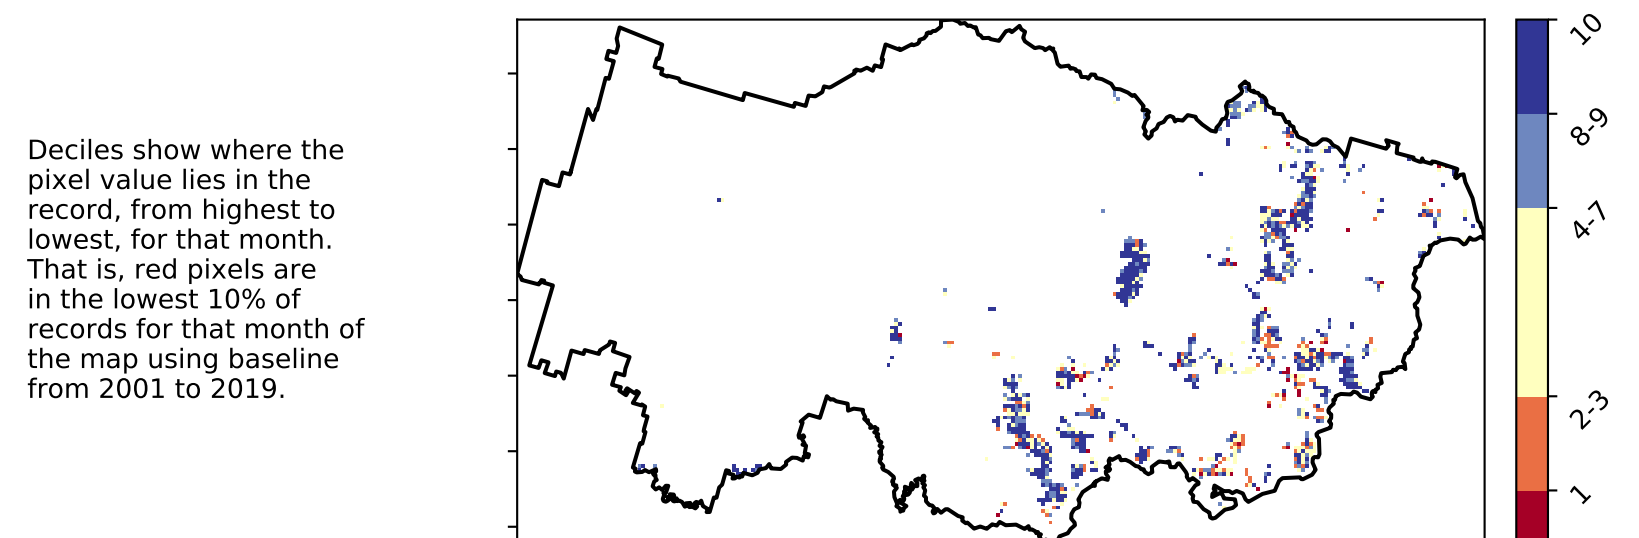 Deciles show where the
pixel value lies in the
record, from highest to
lowest, for that month.
That is, red pixels are
in the lowest 10% of
records for that month of
the map using baseline
from 2001 to 2019.
10
8-9
4-7
2-3
1